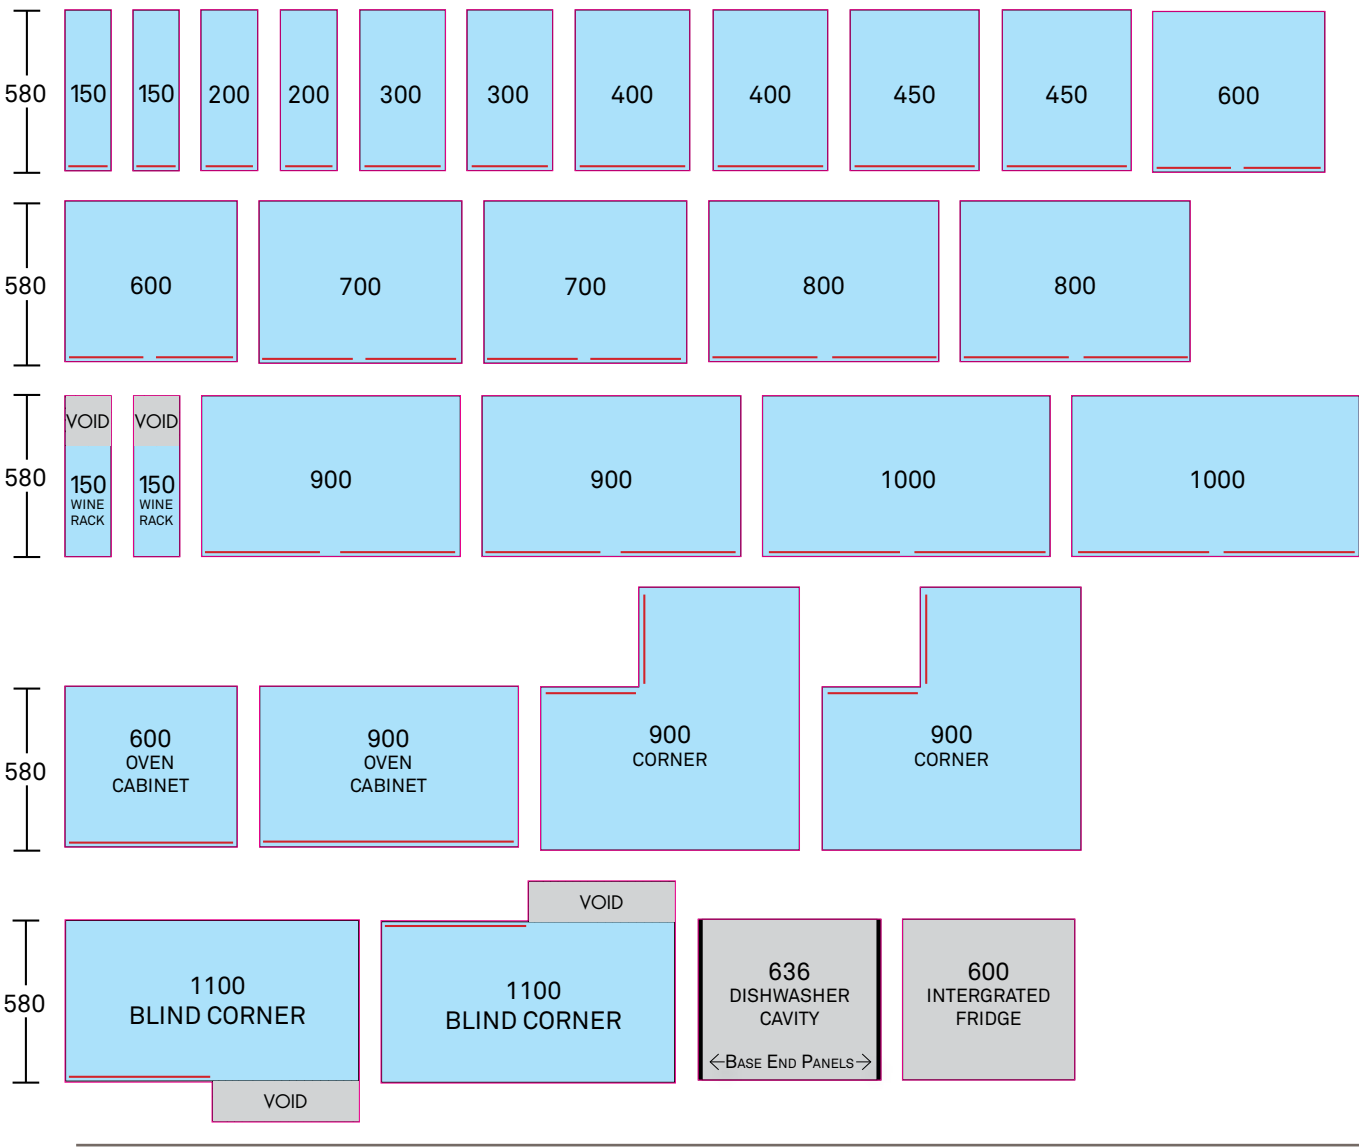 580
150
150
200
200
300
300
400
400
450
450
600
580
600
700
700
800
800
580
VOID
150
WINE
RACK
VOID
150
WINE
RACK
900
900
1000
1000
580
600
OVEN
CABINET
900
OVEN
CABINET
900
CORNER
900
CORNER
580
1100
BLIND CORNER
VOID
VOID
1100
BLIND CORNER
636
DISHWASHER
CAVITY
←BASE END PANELS→
600
INTERGRATED
FRIDGE